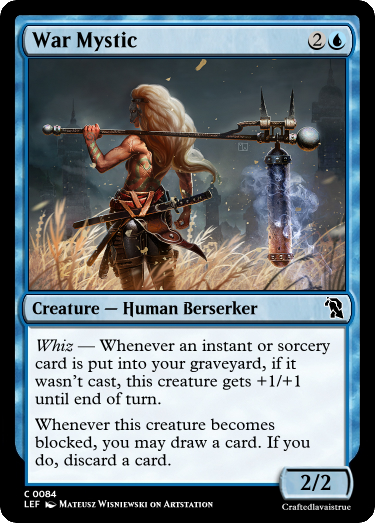 War Mystic 2
Creature — Human Berserker
Whiz — Whenever an instant or sorcery
card is put into your graveyard, if it
wasn't cast, this creature gets +1/+1
until end of turn.
Whenever this creature becomes
blocked, you may draw a card. If you
do, discard a card.
2/2
C 0084
LEF Mateusz Wisniewski on Artstation
Craftedlavaistrue